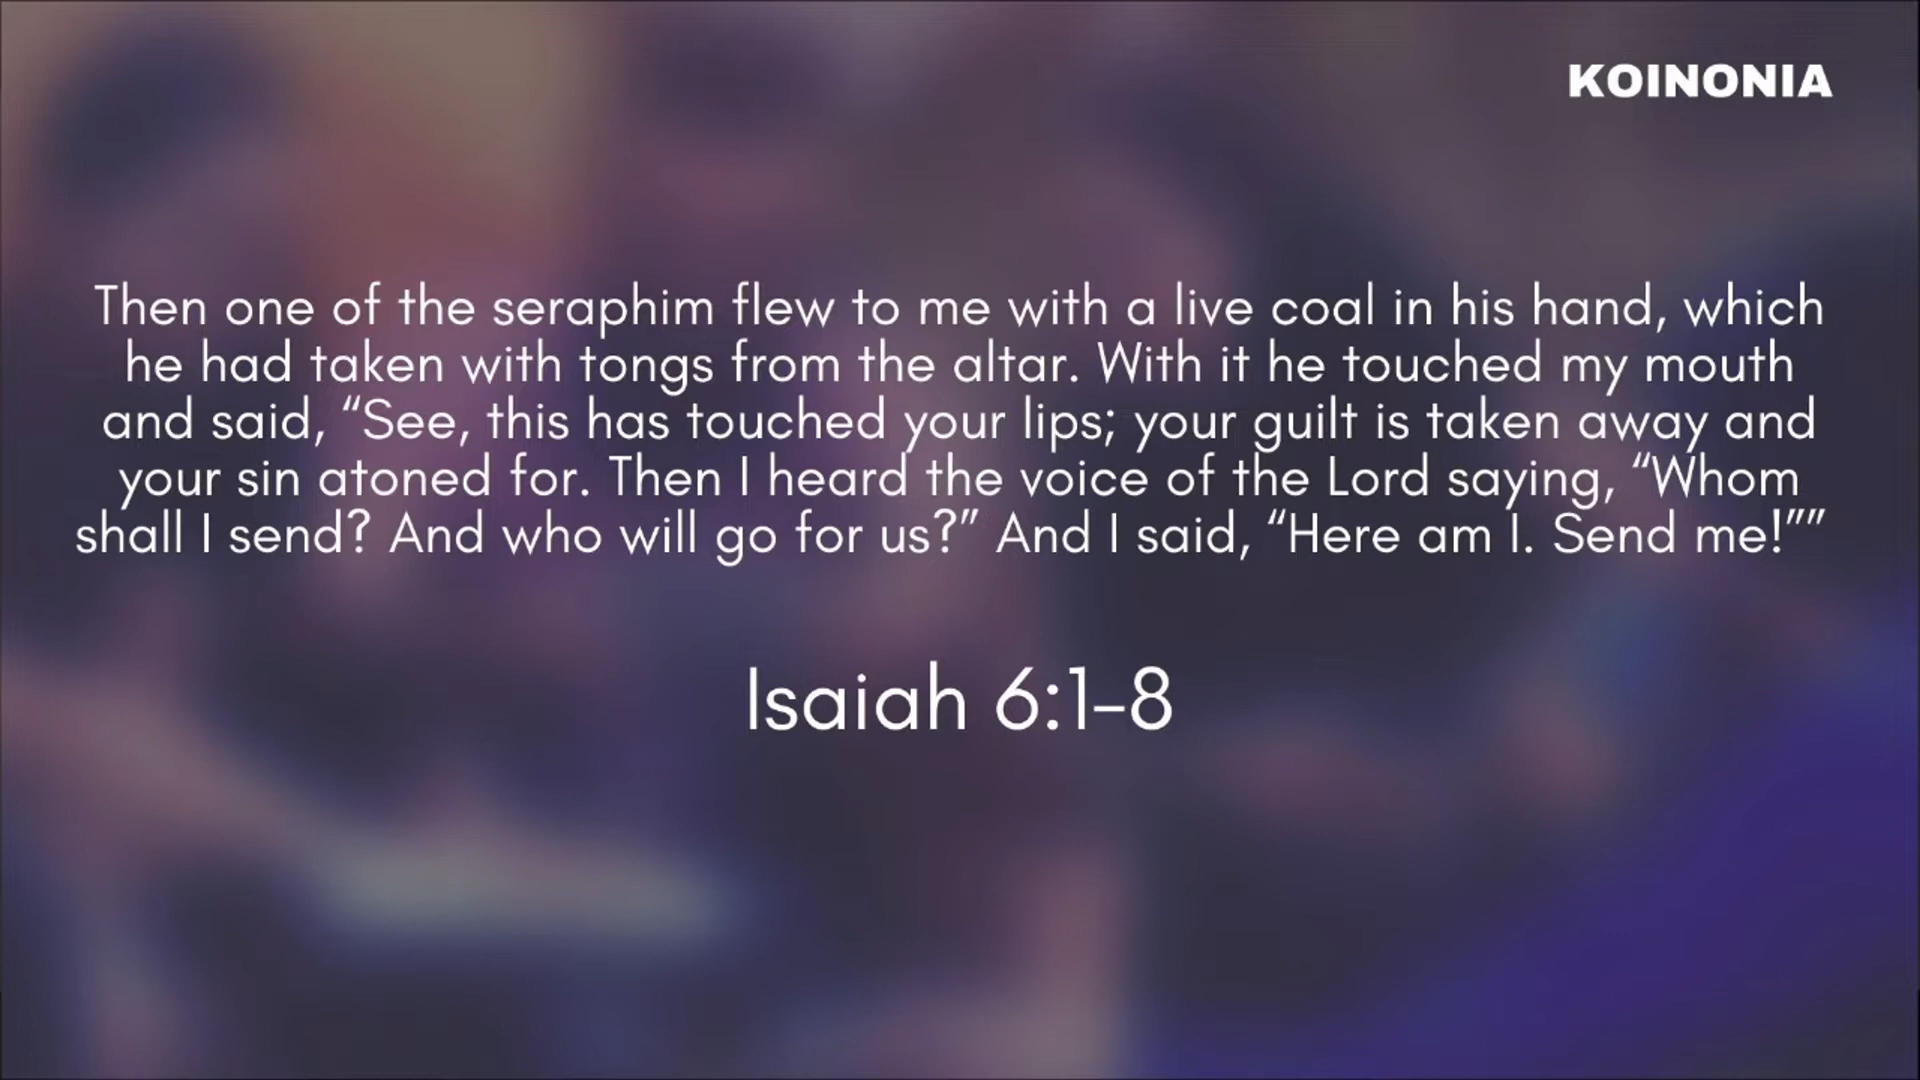 KOINONIA
Then one of the seraphim flew to me with a live coal in his hand, which
he had taken with tongs from the altar. With it he touched my mouth
and said, “See, this has touched your lips; your guilt is taken away and
your sin atoned for. Then I heard the voice of the Lord saying, “Whom
shall I send? And who will go for us?” And I said, “Here am I. Send me!””
Isaiah 6:1–8